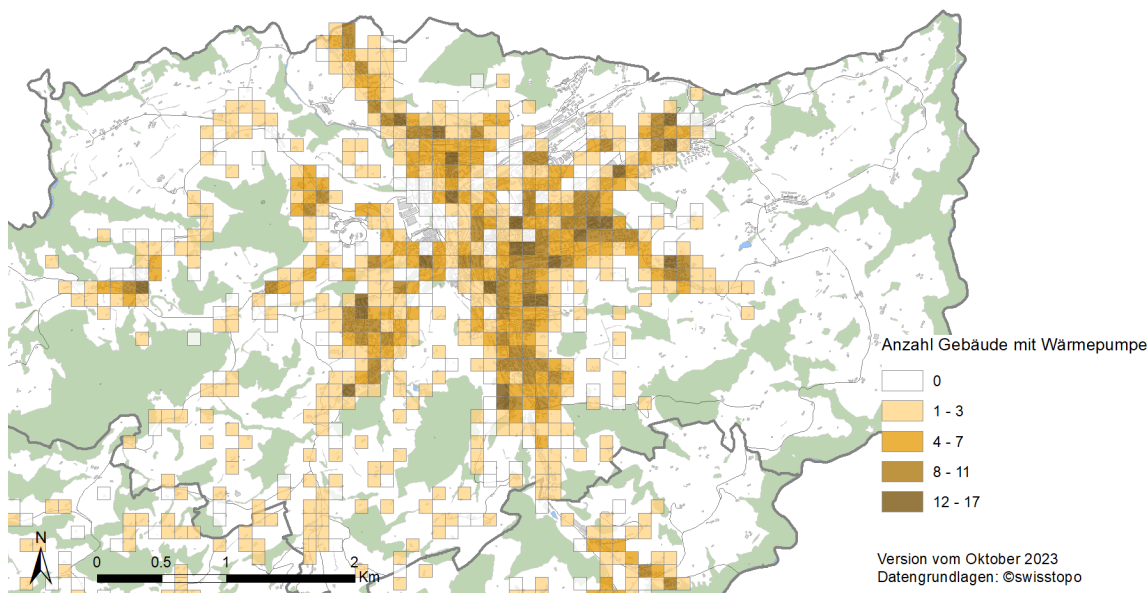 Anzahl Gebäude mit Wärmepumpe
0
1 - 3
4 - 7
8 - 11
12 - 17
N
0 0.5 1 2
Km
Version vom Oktober 2023
Datengrundlagen: ©swisstopo